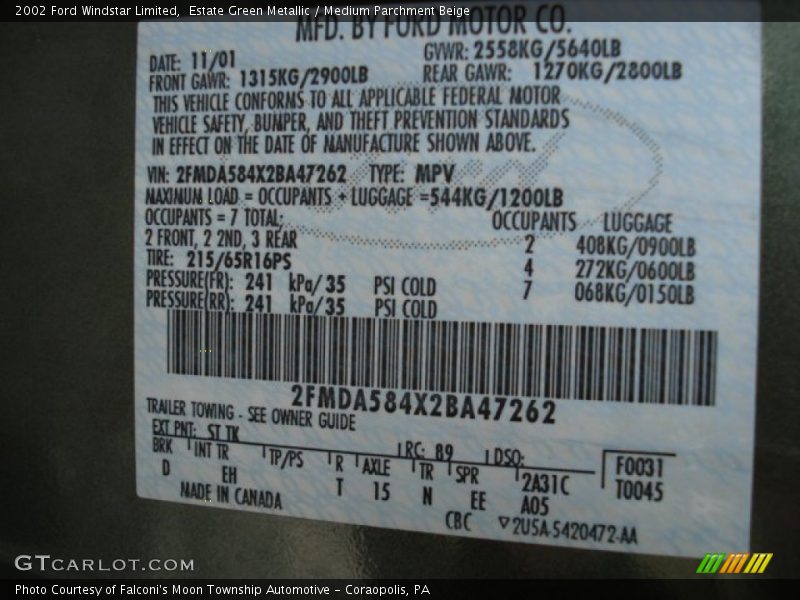 2002 Ford Windstar Limited, Estate Green Metallic / Medium Parchment Beige
MFD. BY FORD MOTOR CO.
DATE: 11/01 GVWR: 2558KG/5640LB
FRONT GAWR: 1315KG/2900LB REAR GAWR: 1270KG/2800LB
THIS VEHICLE CONFORMS TO ALL APPLICABLE FEDERAL MOTOR
VEHICLE SAFETY, BUMPER, AND THEFT PREVENTION STANDARDS
IN EFFECT ON THE DATE OF MANUFACTURE SHOWN ABOVE.
VIN: 2FMDA584X2BA47262 TYPE: MPV
MAXIMUM LOAD = OCCUPANTS + LUGGAGE =544KG/1200LB
OCCUPANTS = 7 TOTAL; OCCUPANTS LUGGAGE
2 FRONT, 2 2ND, 3 REAR 2 408KG/0900LB
TIRE: 215/65R16PS 4 272KG/0600LB
PRESSURE(FR): 241 kPa/35 PSI COLD 7 068KG/0150LB
PRESSURE(RR): 241 kPa/35 PSI COLD
2FMDA584X2BA47262
TRAILER TOWING - SEE OWNER GUIDE
EXT PNT: ST TK RC: 89 DSO: F0031
BRK INT TR TP/PS R AXLE TR SPR 2A31C T0045
D EH T 15 N EE A05
MADE IN CANADA CBC ▽2U5A-5420472-AA
GTCARLOT.COM
Photo Courtesy of Falconi's Moon Township Automotive – Coraopolis, PA